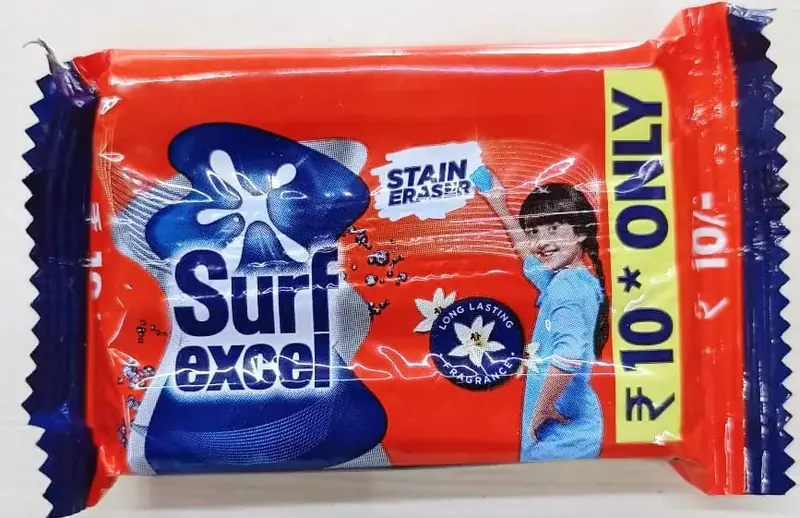 Surf
excel
STAIN
ERASER
LONG LASTING
FRAGRANCE
₹ 10 * ONLY
₹ 10/-